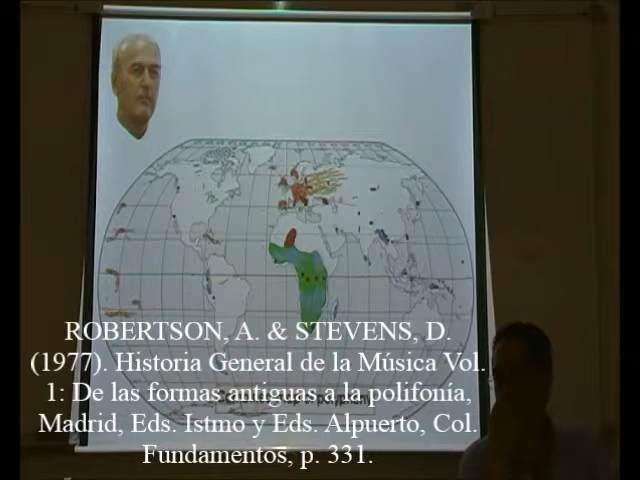 ROBERTSON, A. & STEVENS, D.
(1977). Historia General de la Música Vol.
1: De las formas antiguas a la polifonía,
Madrid, Eds. Istmo y Eds. Alpuerto, Col.
Fundamentos, p. 331.